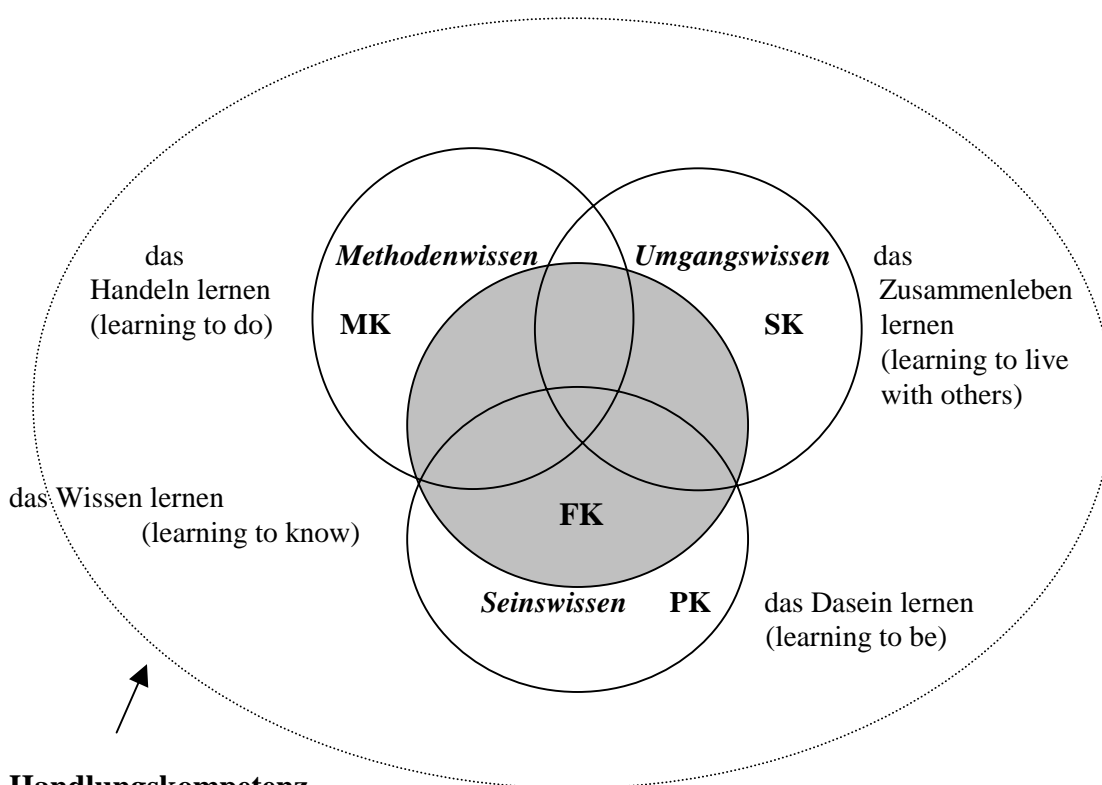 das
Handeln lernen
(learning to do)
Methodenwissen
MK
Umgangswissen
SK
das
Zusammenleben
lernen
(learning to live
with others)
das Wissen lernen
(learning to know)
FK
Seinswissen PK
das Dasein lernen
(learning to be)
Handlungskompetenz